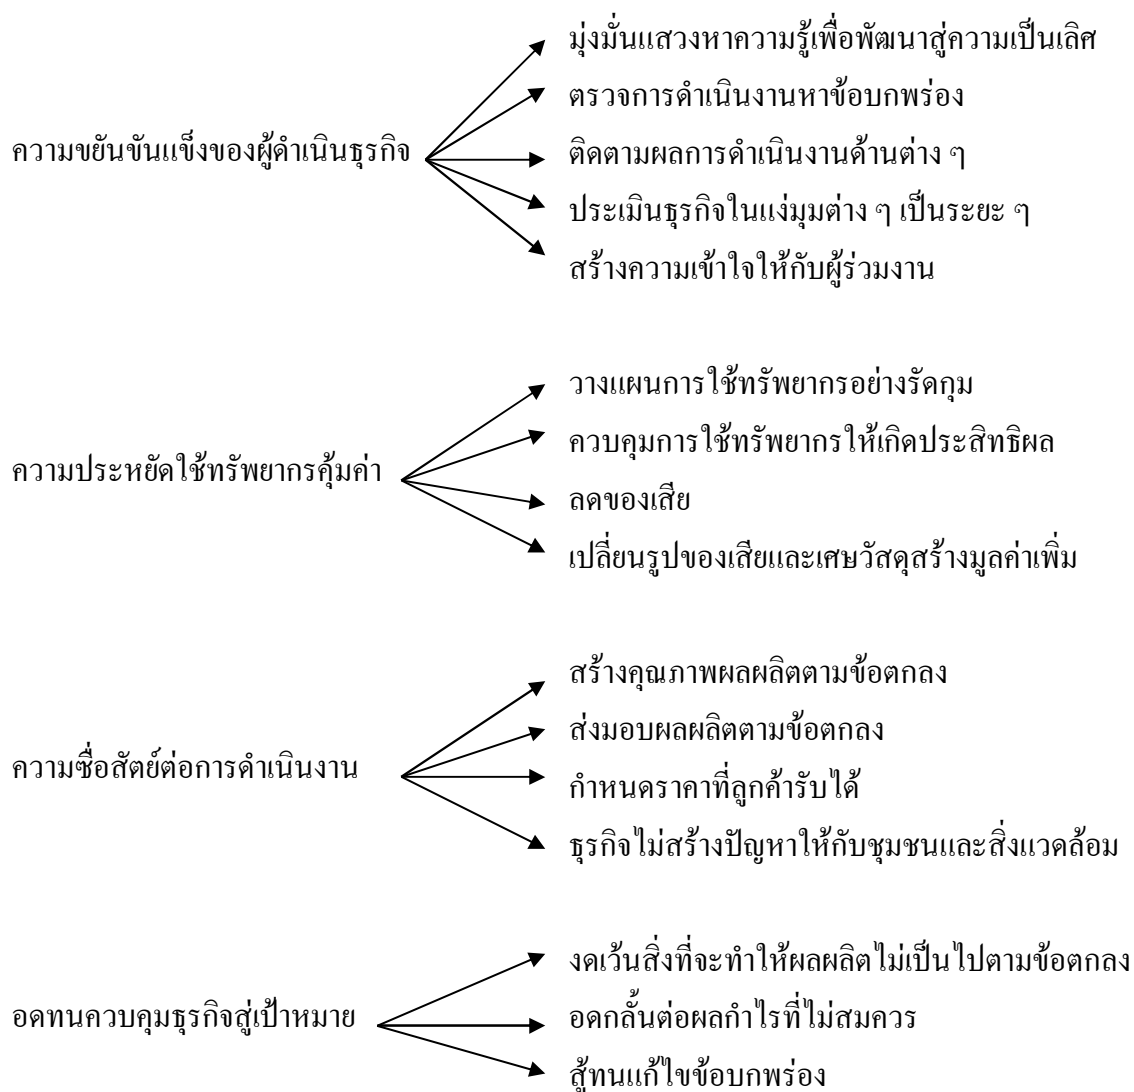 มุ่งมั่นแสวงหาความรู้เพื่อพัฒนาสู่ความเป็นเลิศ
ตรวจการดำเนินงานหาข้อบกพร่อง
ความขยันขันแข็งของผู้ดำเนินธุรกิจ
ติดตามผลการดำเนินงานด้านต่าง ๆ
ประเมินธุรกิจในแง่มุมต่าง ๆ เป็นระยะ ๆ
สร้างความเข้าใจให้กับผู้ร่วมงาน
วางแผนการใช้ทรัพยากรอย่างรัดกุม
ควบคุมการใช้ทรัพยากรให้เกิดประสิทธิผล
ความประหยัดใช้ทรัพยากรคุ้มค่า
ลดของเสีย
เปลี่ยนรูปของเสียและเศษวัสดุสร้างมูลค่าเพิ่ม
สร้างคุณภาพผลผลิตตามข้อตกลง
ส่งมอบผลผลิตตามข้อตกลง
ความซื่อสัตย์ต่อการดำเนินงาน
กำหนดราคาที่ลูกค้ารับได้
ธุรกิจไม่สร้างปัญหาให้กับชุมชนและสิ่งแวดล้อม
งดเว้นสิ่งที่จะทำให้ผลผลิตไม่เป็นไปตามข้อตกลง
อดทนควบคุมธุรกิจสู่เป้าหมาย
อดกลั้นต่อผลกำไรที่ไม่สมควร
สู้ทนแก้ไขข้อบกพร่อง